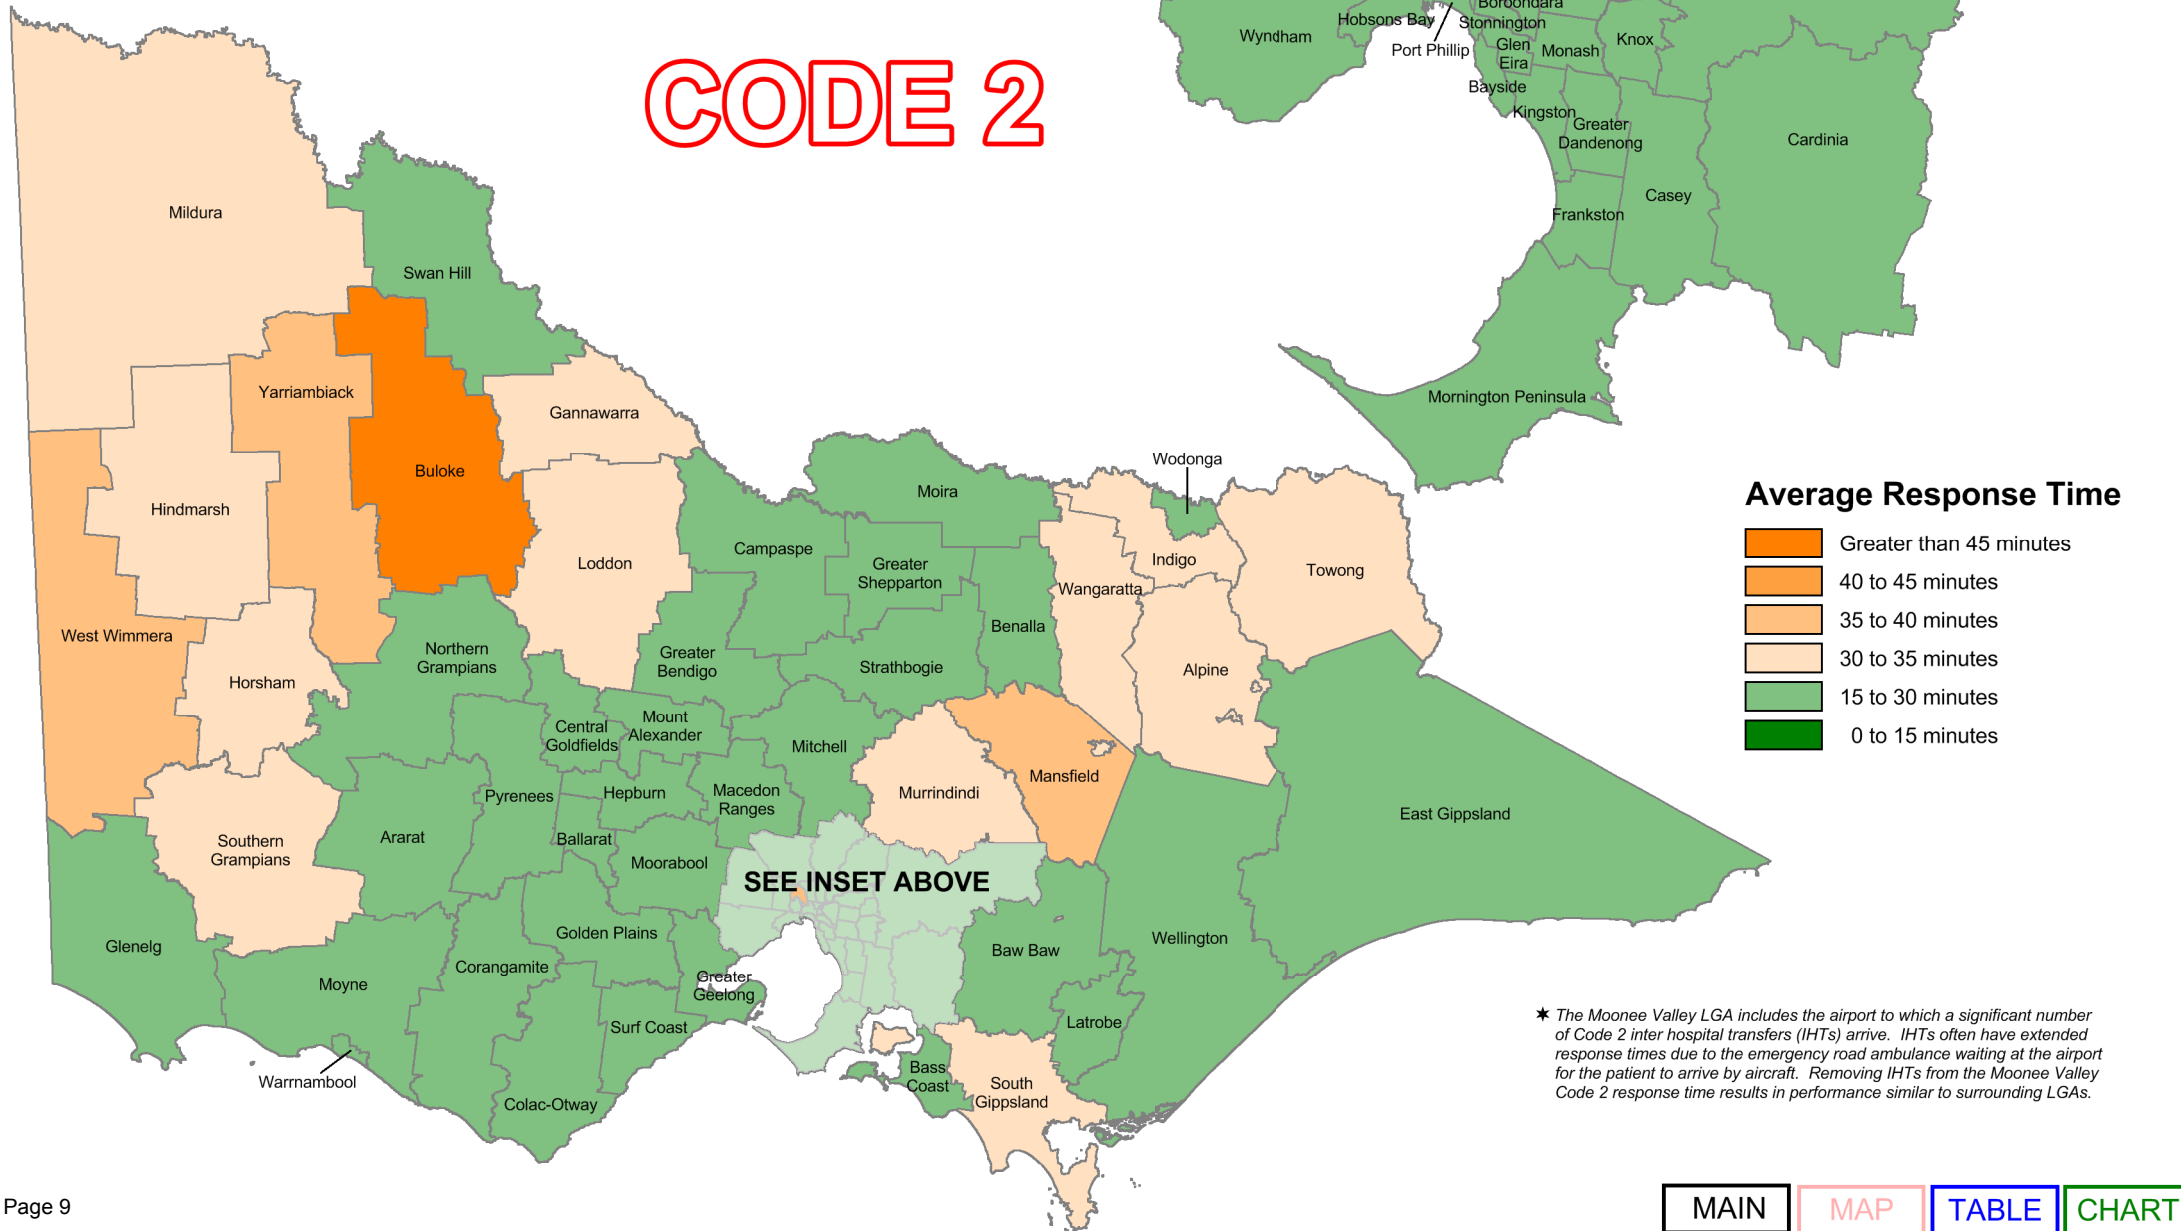 Boroondara
Hobsons Bay
Stonnington
Wyndham
Port Phillip
Glen
Eira
Monash
Knox
Bayside
Kingston
Greater
Dandenong
Cardinia
Casey
Frankston
Mornington Peninsula
CODE 2
Mildura
Swan Hill
Yarriambiack
Gannawarra
Buloke
Hindmarsh
Loddon
West Wimmera
Horsham
Northern
Grampians
Campaspe
Moira
Greater
Shepparton
Wodonga
Indigo
Wangaratta
Towong
Benalla
Alpine
Greater
Bendigo
Strathbogie
Central
Goldfields
Mount
Alexander
Mitchell
Mansfield
Murrindindi
Pyrenees
Hepburn
Macedon
Ranges
Ararat
Ballarat
Moorabool
Southern
Grampians
East Gippsland
SEE INSET ABOVE
Glenelg
Moyne
Corangamite
Golden Plains
Greater
Geelong
Baw Baw
Wellington
Surf Coast
Latrobe
Warrnambool
Colac-Otway
Bass
Coast
South
Gippsland
Average Response Time
Greater than 45 minutes
40 to 45 minutes
35 to 40 minutes
30 to 35 minutes
15 to 30 minutes
0 to 15 minutes
✶ The Moonee Valley LGA includes the airport to which a significant number
of Code 2 inter hospital transfers (IHTs) arrive. IHTs often have extended
response times due to the emergency road ambulance waiting at the airport
for the patient to arrive by aircraft. Removing IHTs from the Moonee Valley
Code 2 response time results in performance similar to surrounding LGAs.
Page 9
MAIN MAP TABLE CHART